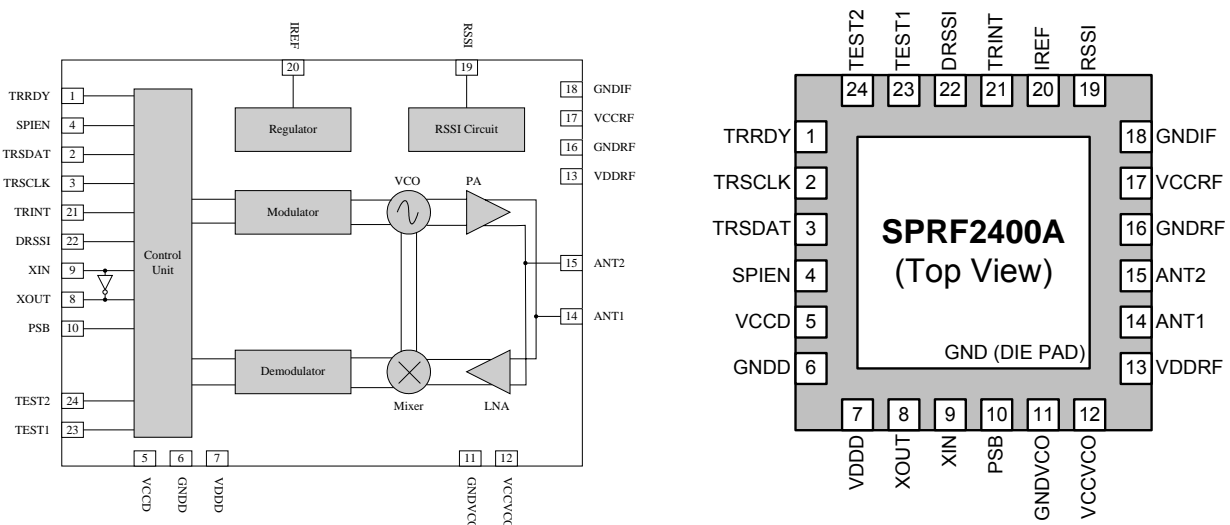 IREF
20
RSSI
19
TRRDY 1
SPIEN 4
TRSDAT 2
TRSCLK 3
TRINT 21
DRSSI 22
XIN 9
XOUT 8
PSB 10
TEST2 24
TEST1 23
Control
Unit
Regulator
RSSI Circuit
Modulator
VCO
PA
Demodulator
Mixer
LNA
18 GNDIF
17 VCCRF
16 GNDRF
13 VDDRF
15 ANT2
14 ANT1
5 6 7 11 12
VCCD
GNDD
VDDD
GNDVCO
VCCVCO
TEST2
TEST1
DRSSI
TRINT
IREF
RSSI
24 23 22 21 20 19
TRRDY 1
TRSCLK 2
TRSDAT 3
SPIEN 4
VCCD 5
GNDD 6
SPRF2400A
(Top View)
GND (DIE PAD)
18 GNDIF
17 VCCRF
16 GNDRF
15 ANT2
14 ANT1
13 VDDRF
7 8 9 10 11 12
VDDD
XOUT
XIN
PSB
GNDVCO
VCCVCO